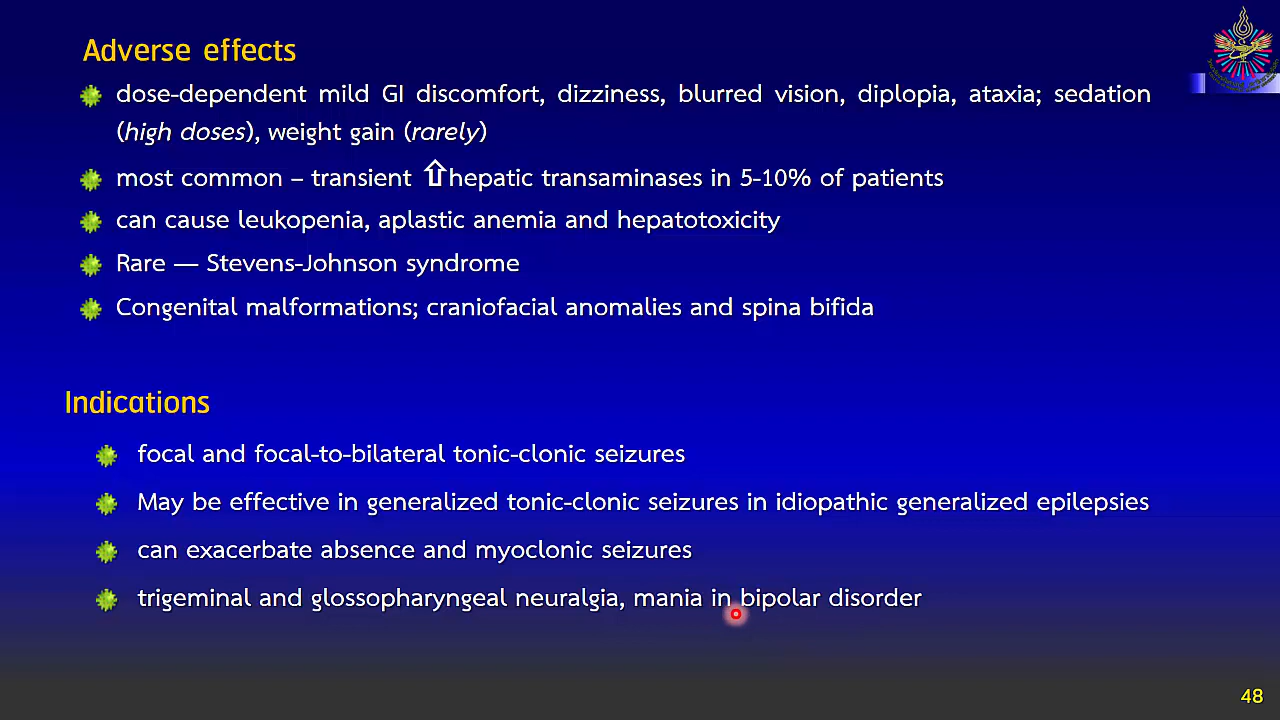 Adverse effects
dose-dependent mild GI discomfort, dizziness, blurred vision, diplopia, ataxia; sedation
(high doses), weight gain (rarely)
most common – transient ⇧hepatic transaminases in 5-10% of patients
can cause leukopenia, aplastic anemia and hepatotoxicity
Rare — Stevens-Johnson syndrome
Congenital malformations; craniofacial anomalies and spina bifida
Indications
focal and focal-to-bilateral tonic-clonic seizures
May be effective in generalized tonic-clonic seizures in idiopathic generalized epilepsies
can exacerbate absence and myoclonic seizures
trigeminal and glossopharyngeal neuralgia, mania in bipolar disorder
48